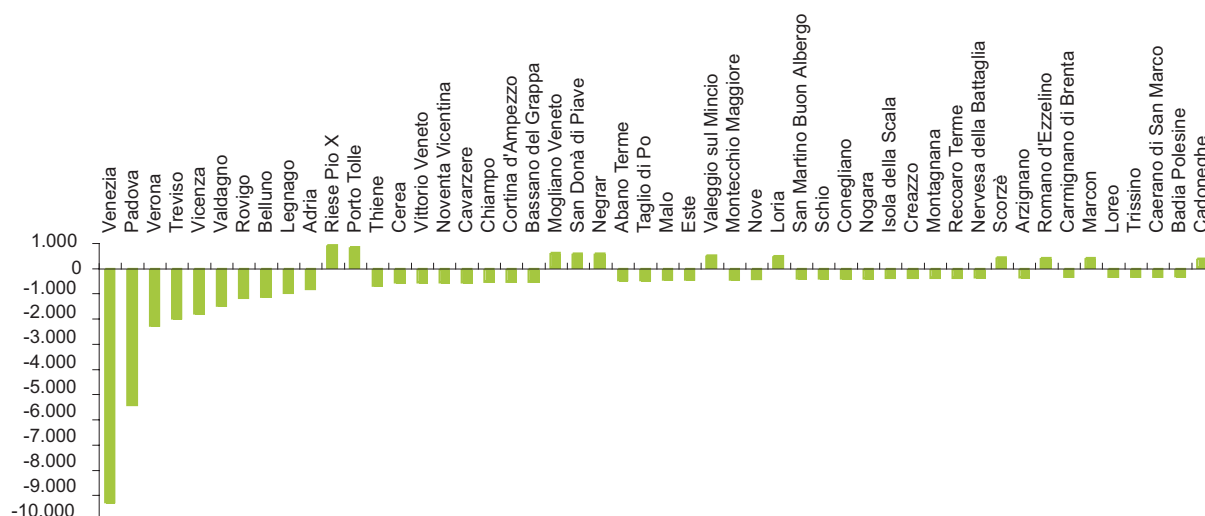 Venezia
Padova
Verona
Treviso
Vicenza
Valdagno
Rovigo
Belluno
Legnago
Adria
Riese Pio X
Porto Tolle
Thiene
Cerea
Vittorio Veneto
Noventa Vicentina
Cavarzere
Chiampo
Cortina d'Ampezzo
Bassano del Grappa
Mogliano Veneto
San Donà di Piave
Negrar
Abano Terme
Taglio di Po
Malo
Este
Valeggio sul Mincio
Montecchio Maggiore
Nove
Loria
San Martino Buon Albergo
Schio
Conegliano
Nogara
Isola della Scala
Creazzo
Montagnana
Recoaro Terme
Nervesa della Battaglia
Scorzè
Arzignano
Romano d'Ezzelino
Carmignano di Brenta
Marcon
Loreo
Trissino
Caerano di San Marco
Badia Polesine
Cadoneghe
1.000
0
-1.000
-2.000
-3.000
-4.000
-5.000
-6.000
-7.000
-8.000
-9.000
-10.000